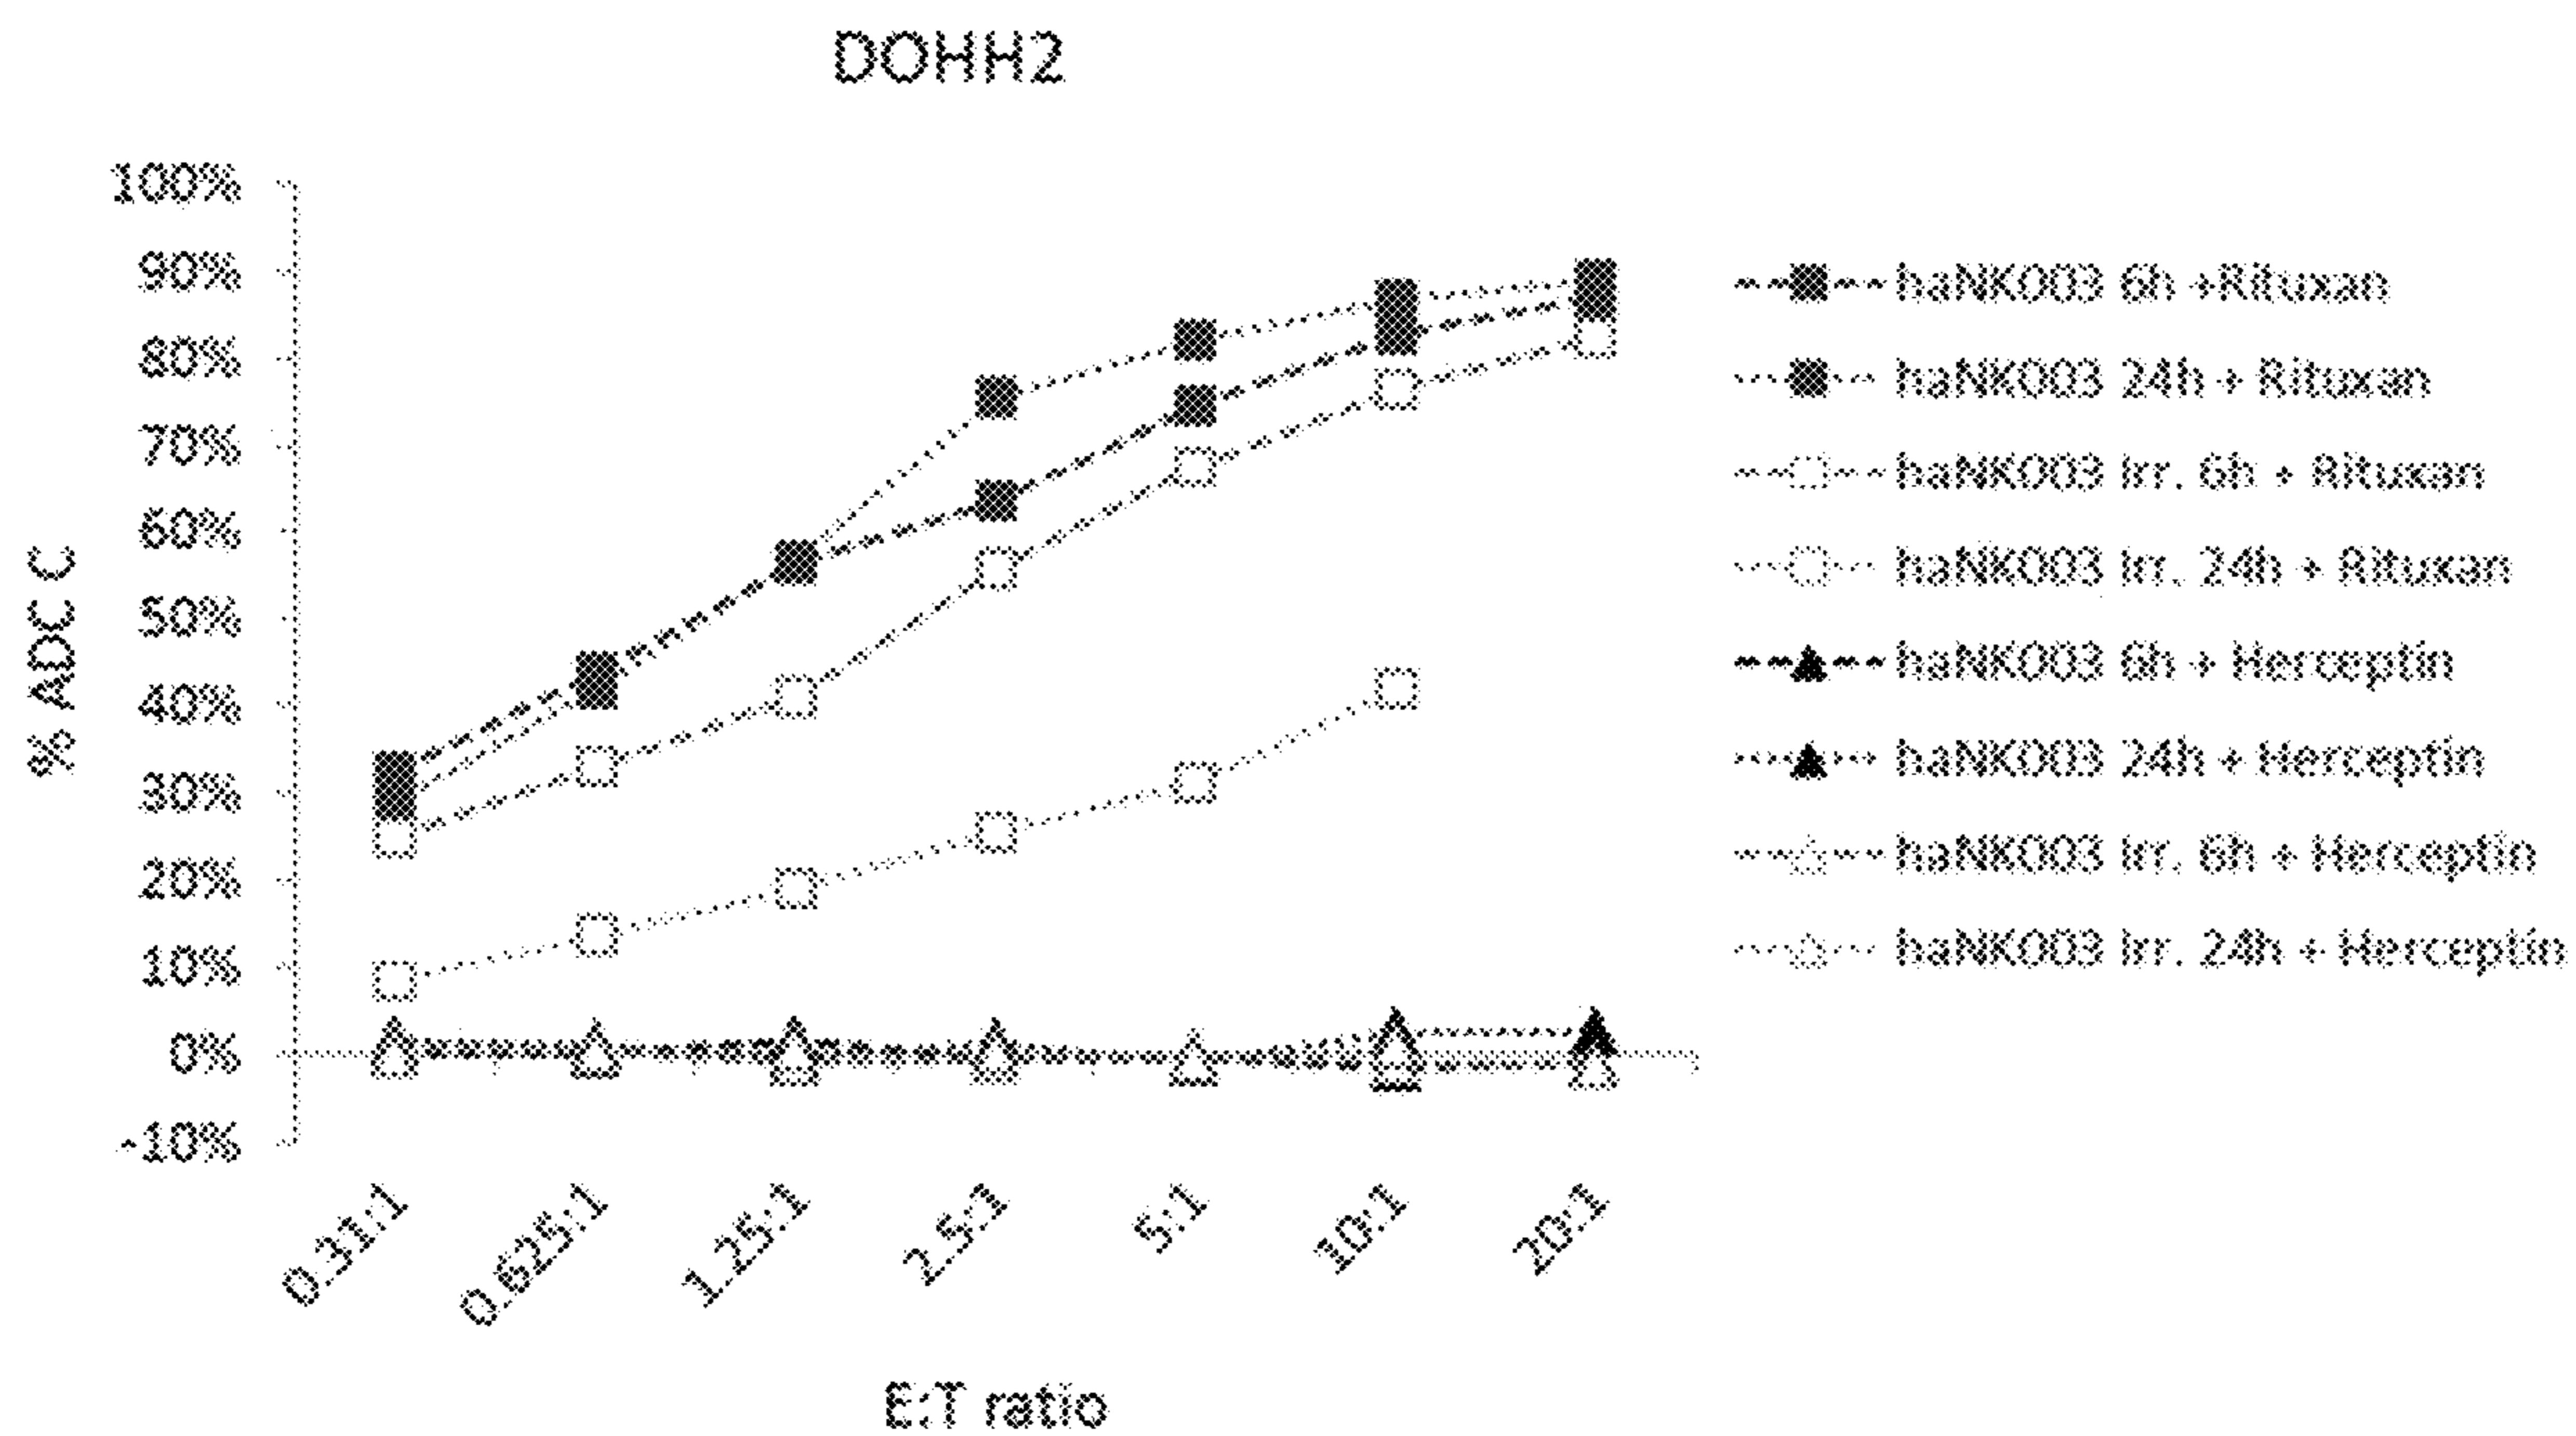 DOHH2
100%
90%
80%
70%
60%
50%
40%
30%
20%
10%
0%
-10%
% ADC C
0.31:1
0.625:1
1.25:1
2.5:1
5:1
10:1
20:1
E:T ratio
haNK003 6h +Rituxan
haNK003 24h + Rituxan
haNK003 Irr. 6h + Rituxan
haNK003 Irr. 24h + Rituxan
haNK003 6h + Herceptin
haNK003 24h + Herceptin
haNK003 Irr. 6h + Herceptin
haNK003 Irr. 24h + Herceptin